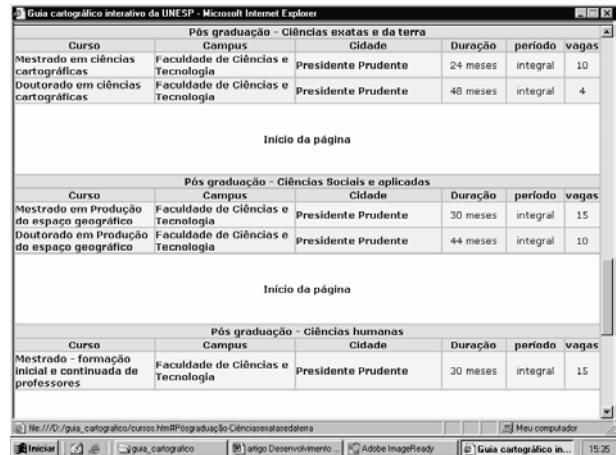 Guia cartográfico interativo da UNESP - Microsoft Internet Explorer
Pós graduação - Ciências exatas e da terra
Curso Campus Cidade Duração período vagas
Mestrado em ciências cartográficas Faculdade de Ciências e Tecnologia Presidente Prudente 24 meses integral 10
Doutorado em ciências cartográficas Faculdade de Ciências e Tecnologia Presidente Prudente 48 meses integral 4
Início da página
Pós graduação - Ciências Sociais e aplicadas
Curso Campus Cidade Duração período vagas
Mestrado em Produção do espaço geográfico Faculdade de Ciências e Tecnologia Presidente Prudente 30 meses integral 15
Doutorado em Produção do espaço geográfico Faculdade de Ciências e Tecnologia Presidente Prudente 44 meses integral 10
Início da página
Pós graduação - Ciências humanas
Curso Campus Cidade Duração período vagas
Mestrado - formação inicial e continuada de professores Faculdade de Ciências e Tecnologia Presidente Prudente 30 meses integral 15
file:///D:/guia_cartografico/cursos.htm#Pósgraduação-Ciênciasexatasedaterra Meu computador
Iniciar guia_cartografico artigo Desenvolvimento ... Adobe ImageReady Guia cartográfico in... 15:35